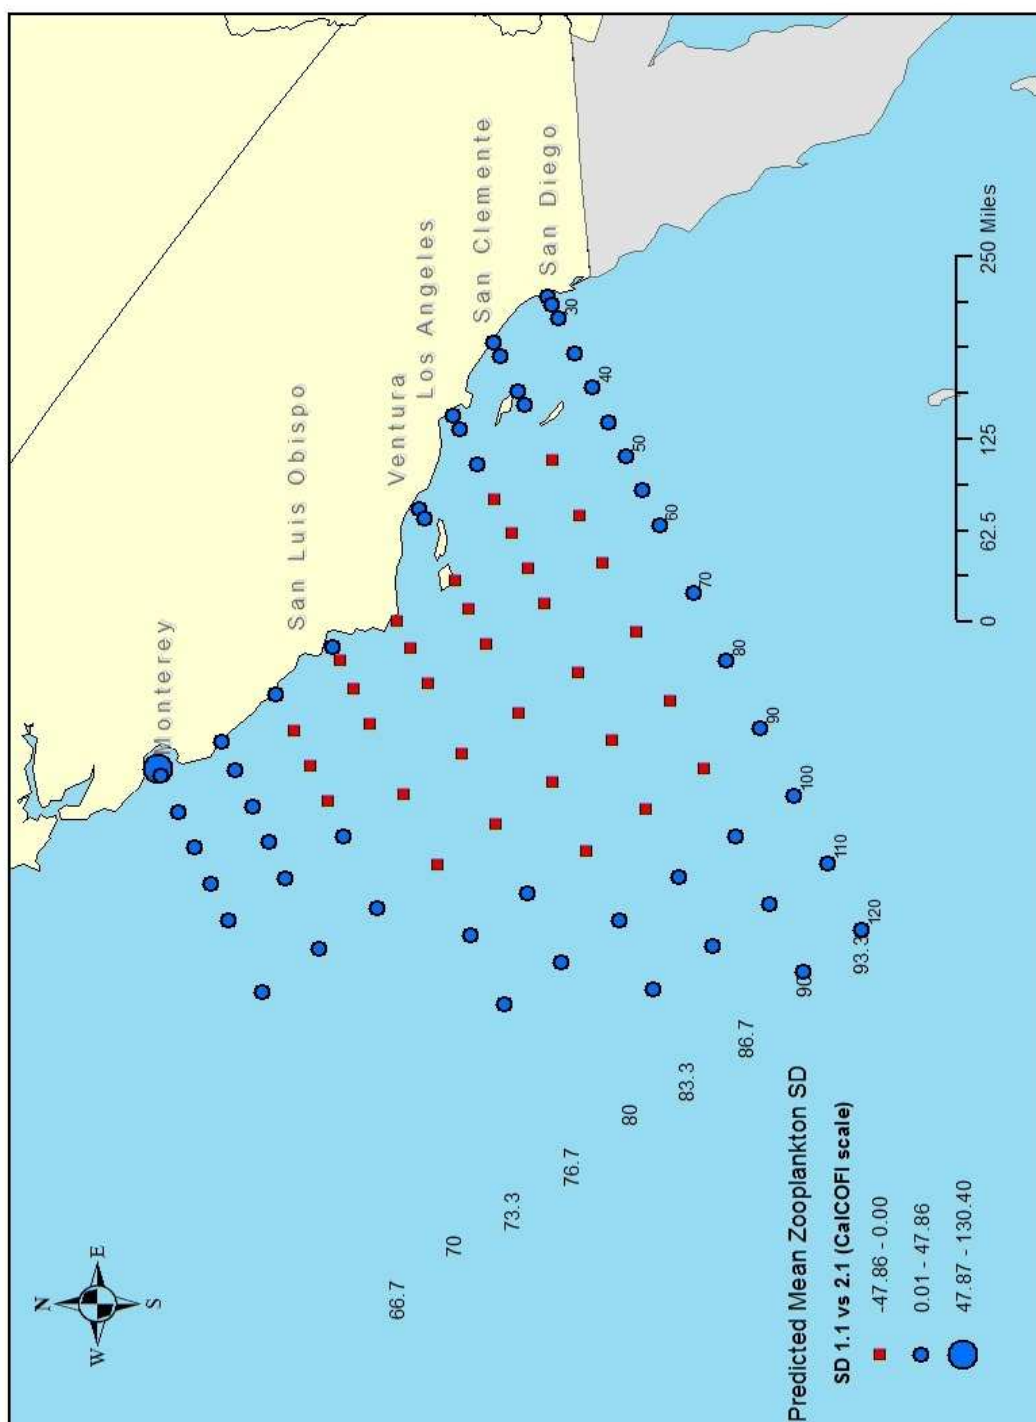 N
W
E
S
Monterey
San Luis Obispo
Ventura
Los Angeles
San Clemente
San Diego
30
40
50
60
70
80
90
100
110
120
66.7
70
73.3
76.7
80
83.3
86.7
90
93.3
Predicted Mean Zooplankton SD
SD 1.1 vs 2.1 (CalCOFI scale)
-47.86 - 0.00
0.01 - 47.86
47.87 - 130.40
0 62.5 125 250 Miles